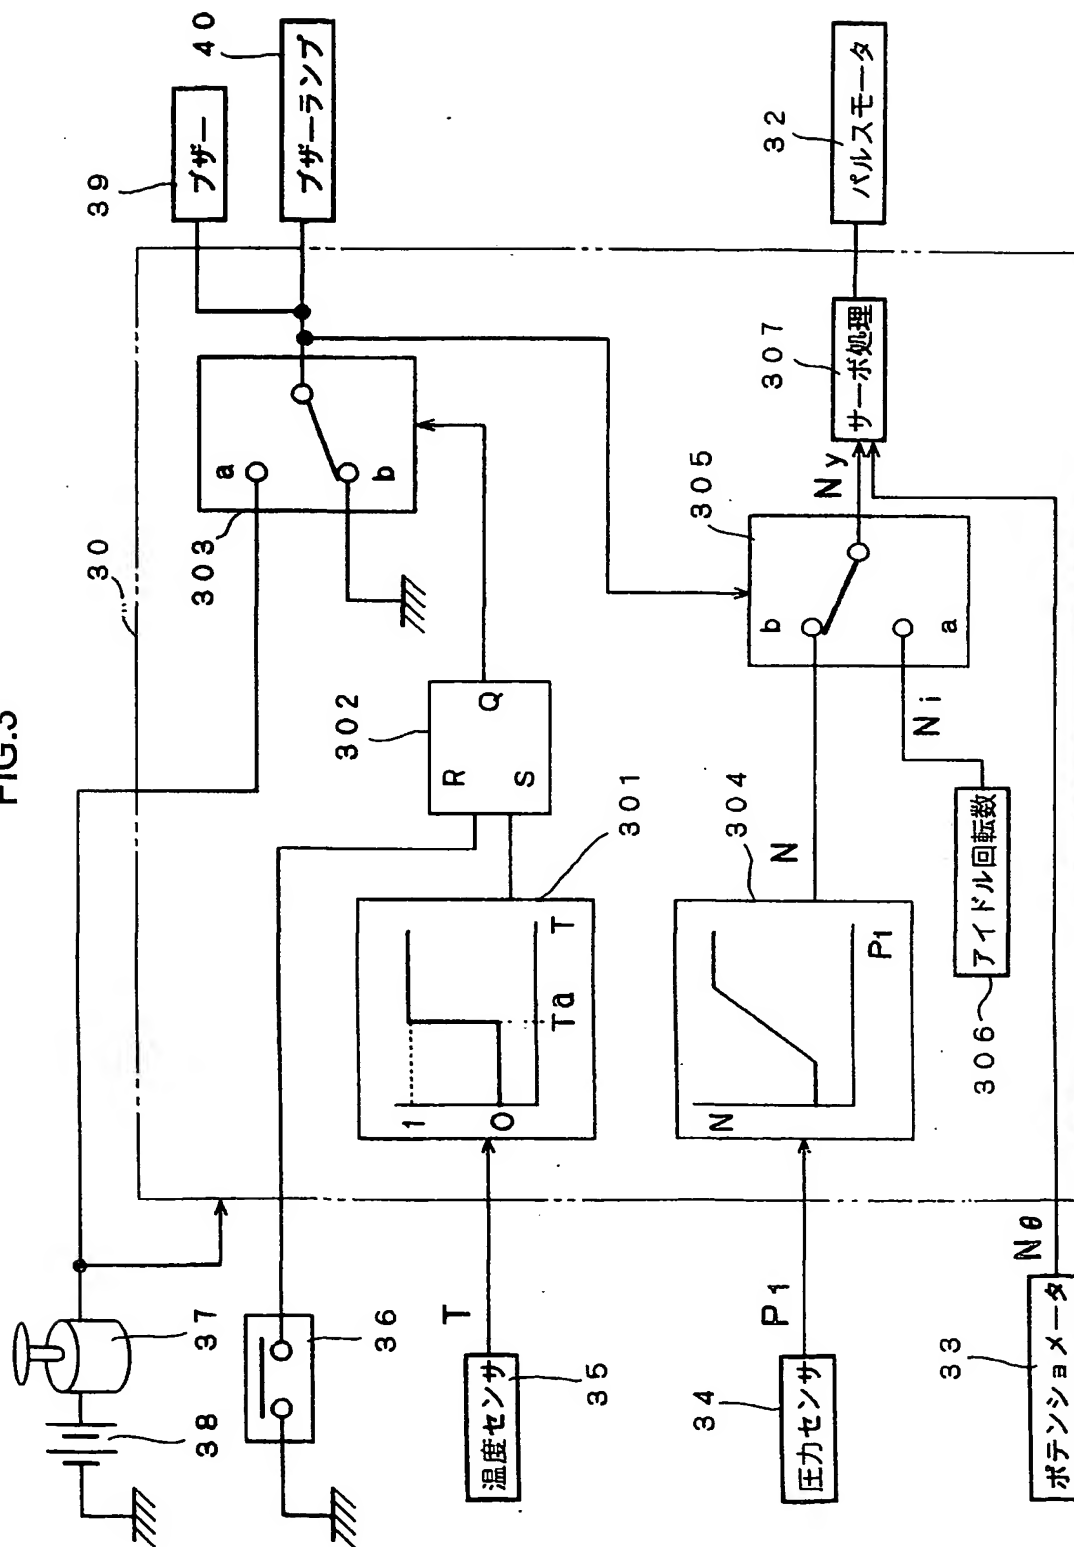 FIG.3
38
37
30
39
ブザー
40
ブザーランプ
a
b
303
36
302
R
S
Q
温度センサ
35
T
1
0
Ta
T
301
圧力センサ
34
P1
N
P1
304
N
b
a
305
Ni
アイドル回転数
306
Ny
サーボ処理
307
パルスモータ
32
ポテンショメータ
33
Nθ